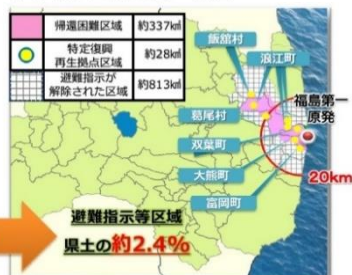 帰還困難区域 約337㎢
特定復興
再生拠点区域 約28㎢
避難指示が
解除された区域 約813㎢
飯舘村
浪江町
福島第一
原発
葛尾村
双葉町
大熊町
富岡町
20km
避難指示等区域
県土の約2.4%